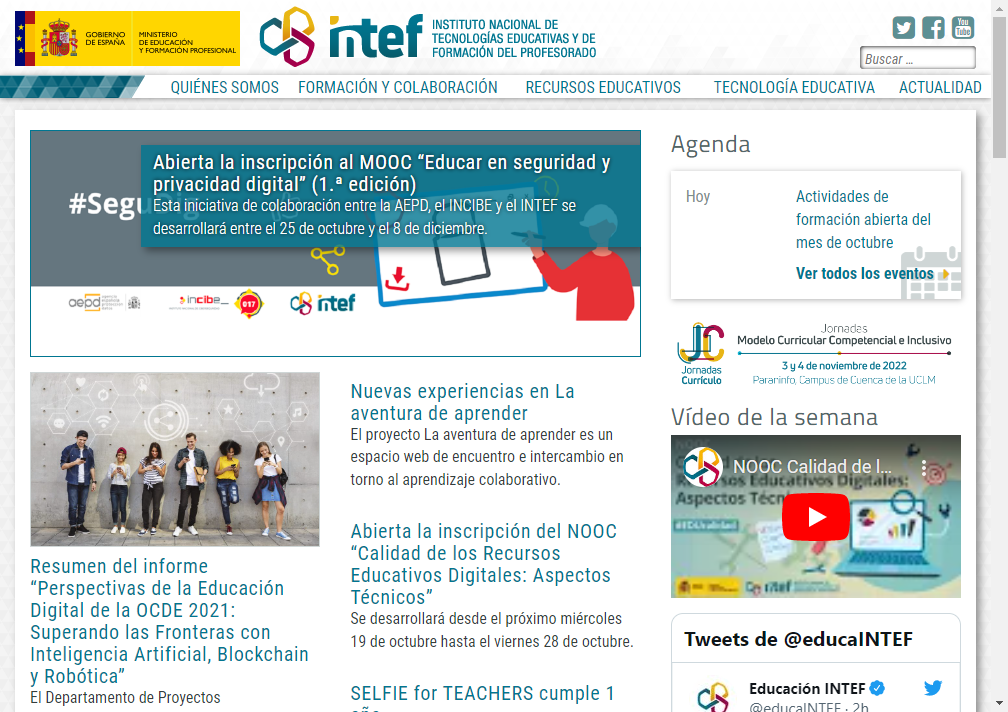 GOBIERNO
DE ESPAÑA
MINISTERIO
DE EDUCACIÓN
Y FORMACIÓN PROFESIONAL
intef
INSTITUTO NACIONAL DE
TECNOLOGÍAS EDUCATIVAS Y DE
FORMACIÓN DEL PROFESORADO
You
Tube
Buscar ...
QUIÉNES SOMOS
FORMACIÓN Y COLABORACIÓN
RECURSOS EDUCATIVOS
TECNOLOGÍA EDUCATIVA
ACTUALIDAD
Abierta la inscripción al MOOC “Educar en seguridad y
privacidad digital” (1.ª edición)
Esta iniciativa de colaboración entre la AEPD, el INCIBE y el INTEF se
desarrollará entre el 25 de octubre y el 8 de diciembre.
aepd
incibe_
017
intef
Resumen del informe
“Perspectivas de la Educación
Digital de la OCDE 2021:
Superando las Fronteras con
Inteligencia Artificial, Blockchain
y Robótica”
El Departamento de Proyectos
Nuevas experiencias en La
aventura de aprender
El proyecto La aventura de aprender es un
espacio web de encuentro e intercambio en
torno al aprendizaje colaborativo.
Abierta la inscripción del NOOC
“Calidad de los Recursos
Educativos Digitales: Aspectos
Técnicos”
Se desarrollará desde el próximo miércoles
19 de octubre hasta el viernes 28 de octubre.
SELFIE for TEACHERS cumple 1
Agenda
Hoy
Actividades de
formación abierta del
mes de octubre
Ver todos los eventos
Jornadas
Currículo
Jornadas
Modelo Curricular Competencial e Inclusivo
3 y 4 de noviembre de 2022
Paraninfo, Campus de Cuenca de la UCLM
Vídeo de la semana
NOOC Calidad de l...
Recursos Educativos Digitales:
Aspectos
intef
Tweets de @educaINTEF
Educación INTEF
@educaINTEF · 2h